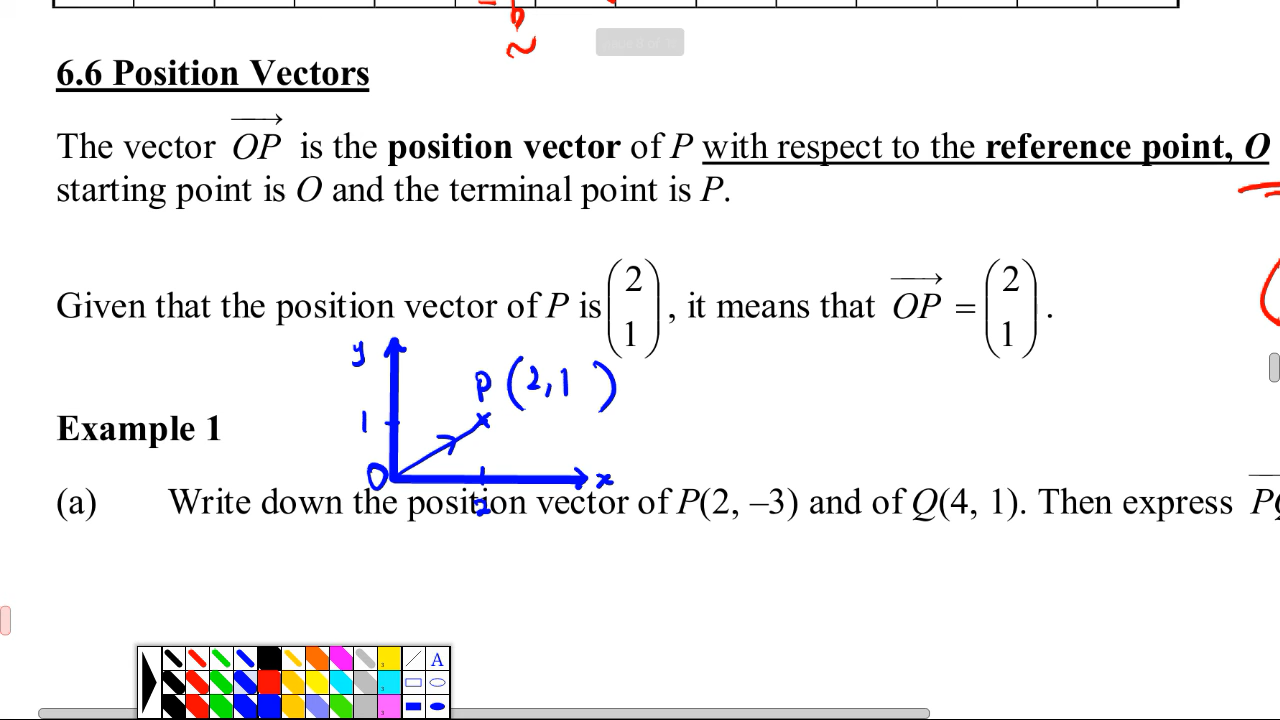 b
~
6.6 Position Vectors
The vector OP is the position vector of P with respect to the reference point, O
starting point is O and the terminal point is P.
Given that the position vector of P is (2 1), it means that OP = (2 1).
y
P (2,1)
1
Example 1
O
x
2
(a) Write down the position vector of P(2, –3) and of Q(4, 1). Then express
A